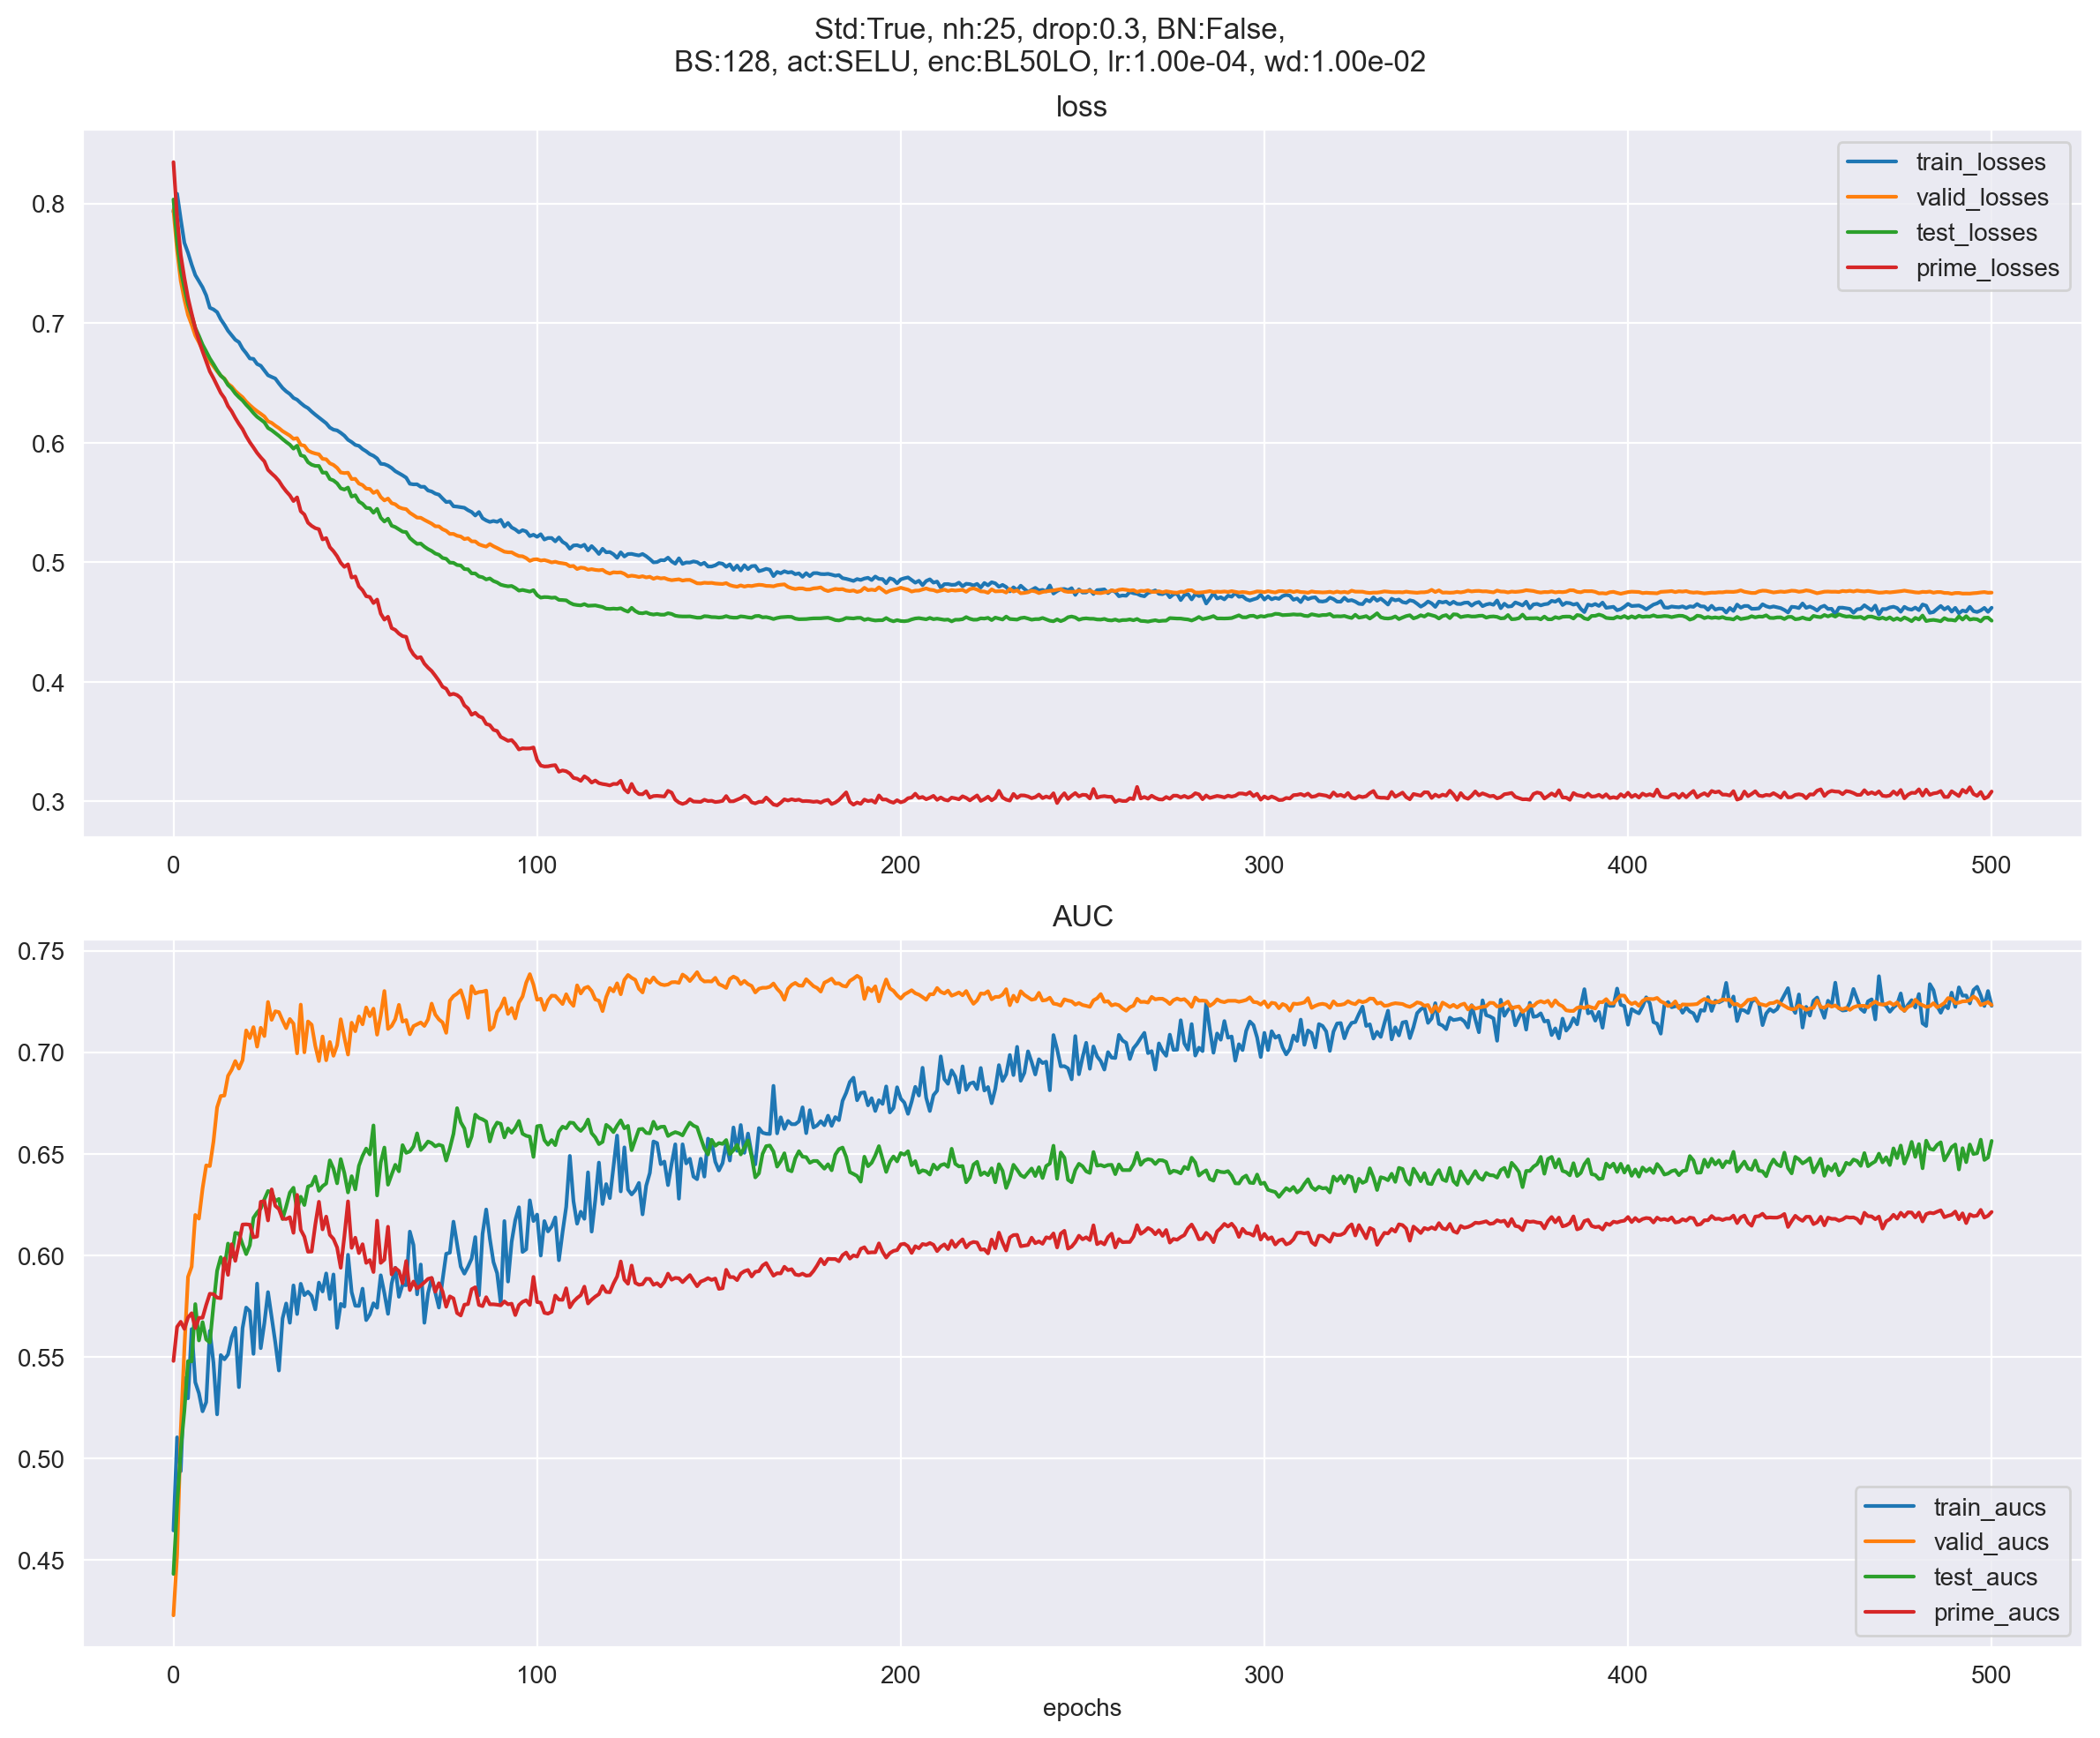 Std:True, nh:25, drop:0.3, BN:False,
BS:128, act:SELU, enc:BL50LO, lr:1.00e-04, wd:1.00e-02
loss
train_losses
valid_losses
test_losses
prime_losses
0.8
0.7
0.6
0.5
0.4
0.3
0 100 200 300 400 500
AUC
0.75
0.70
0.65
0.60
0.55
0.50
0.45
train_aucs
valid_aucs
test_aucs
prime_aucs
0 100 200 300 400 500
epochs